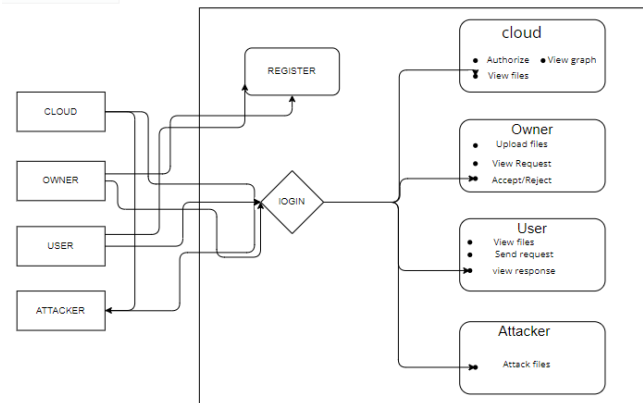 REGISTER
CLOUD
OWNER
USER
ATTACKER
lOGIN
cloud
Authorize
View graph
View files
Owner
Upload files
View Request
Accept/Reject
User
View files
Send request
view response
Attacker
Attack files